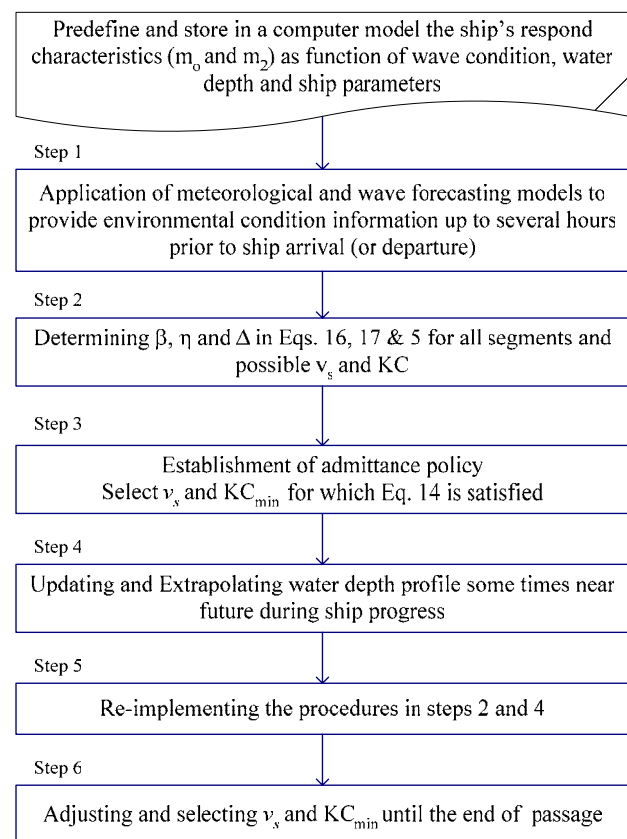 Predefine and store in a computer model the ship's respond
characteristics (mₒ and m₂) as function of wave condition, water
depth and ship parameters
Step 1
Application of meteorological and wave forecasting models to
provide environmental condition information up to several hours
prior to ship arrival (or departure)
Step 2
Determining β, η and Δ in Eqs. 16, 17 & 5 for all segments and
possible vₛ and KC
Step 3
Establishment of admittance policy
Select vₛ and KCmin for which Eq. 14 is satisfied
Step 4
Updating and Extrapolating water depth profile some times near
future during ship progress
Step 5
Re-implementing the procedures in steps 2 and 4
Step 6
Adjusting and selecting vₛ and KCmin until the end of passage